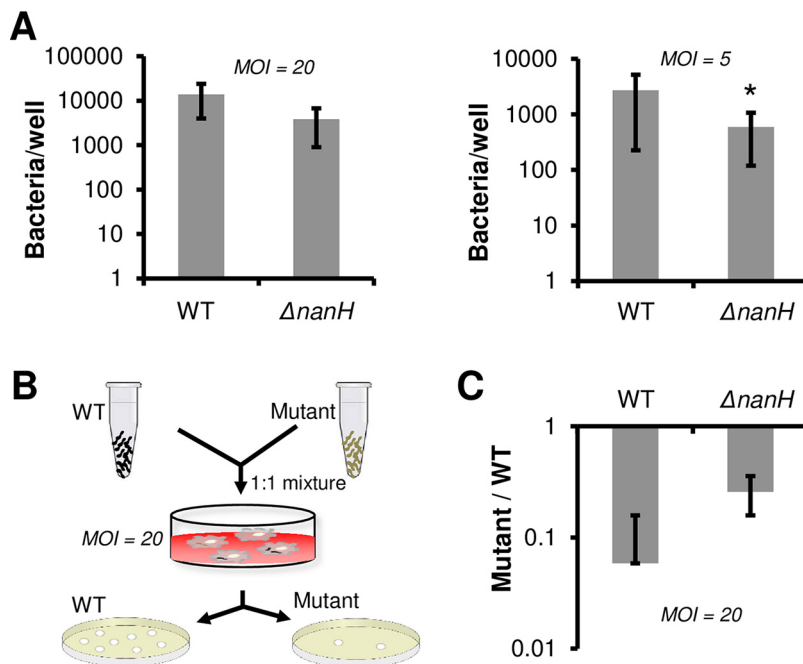 A
MOI = 20
Bacteria/well
100000
10000
1000
100
10
1
WT
ΔnanH
MOI = 5
*
Bacteria/well
10000
1000
100
10
1
WT
ΔnanH
B
WT
Mutant
1:1 mixture
MOI = 20
WT
Mutant
C
WT
ΔnanH
Mutant / WT
1
0.1
0.01
MOI = 20